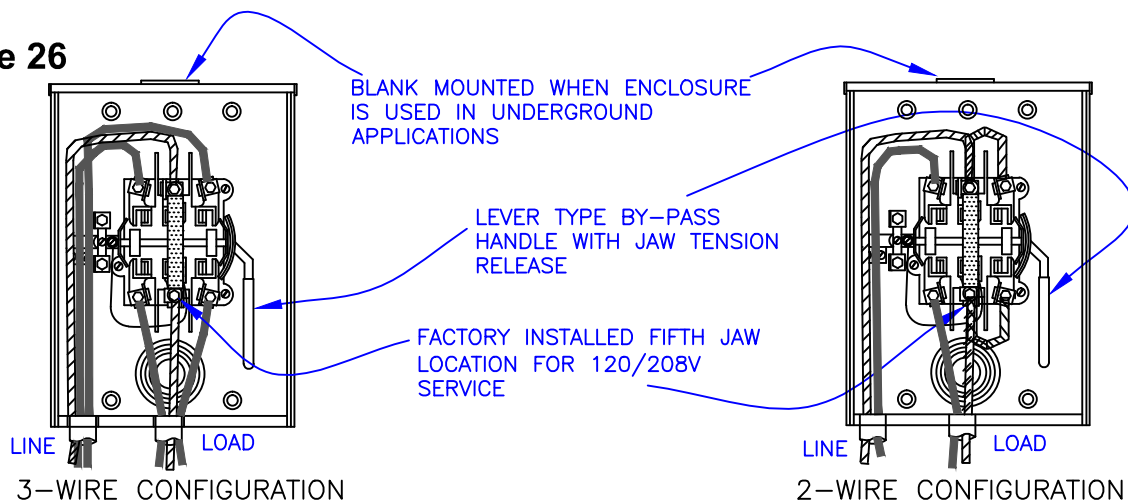 e 26
BLANK MOUNTED WHEN ENCLOSURE
IS USED IN UNDERGROUND
APPLICATIONS
LEVER TYPE BY-PASS
HANDLE WITH JAW TENSION
RELEASE
FACTORY INSTALLED FIFTH JAW
LOCATION FOR 120/208V
SERVICE
LINE
LOAD
LINE
LOAD
3-WIRE CONFIGURATION
2-WIRE CONFIGURATION